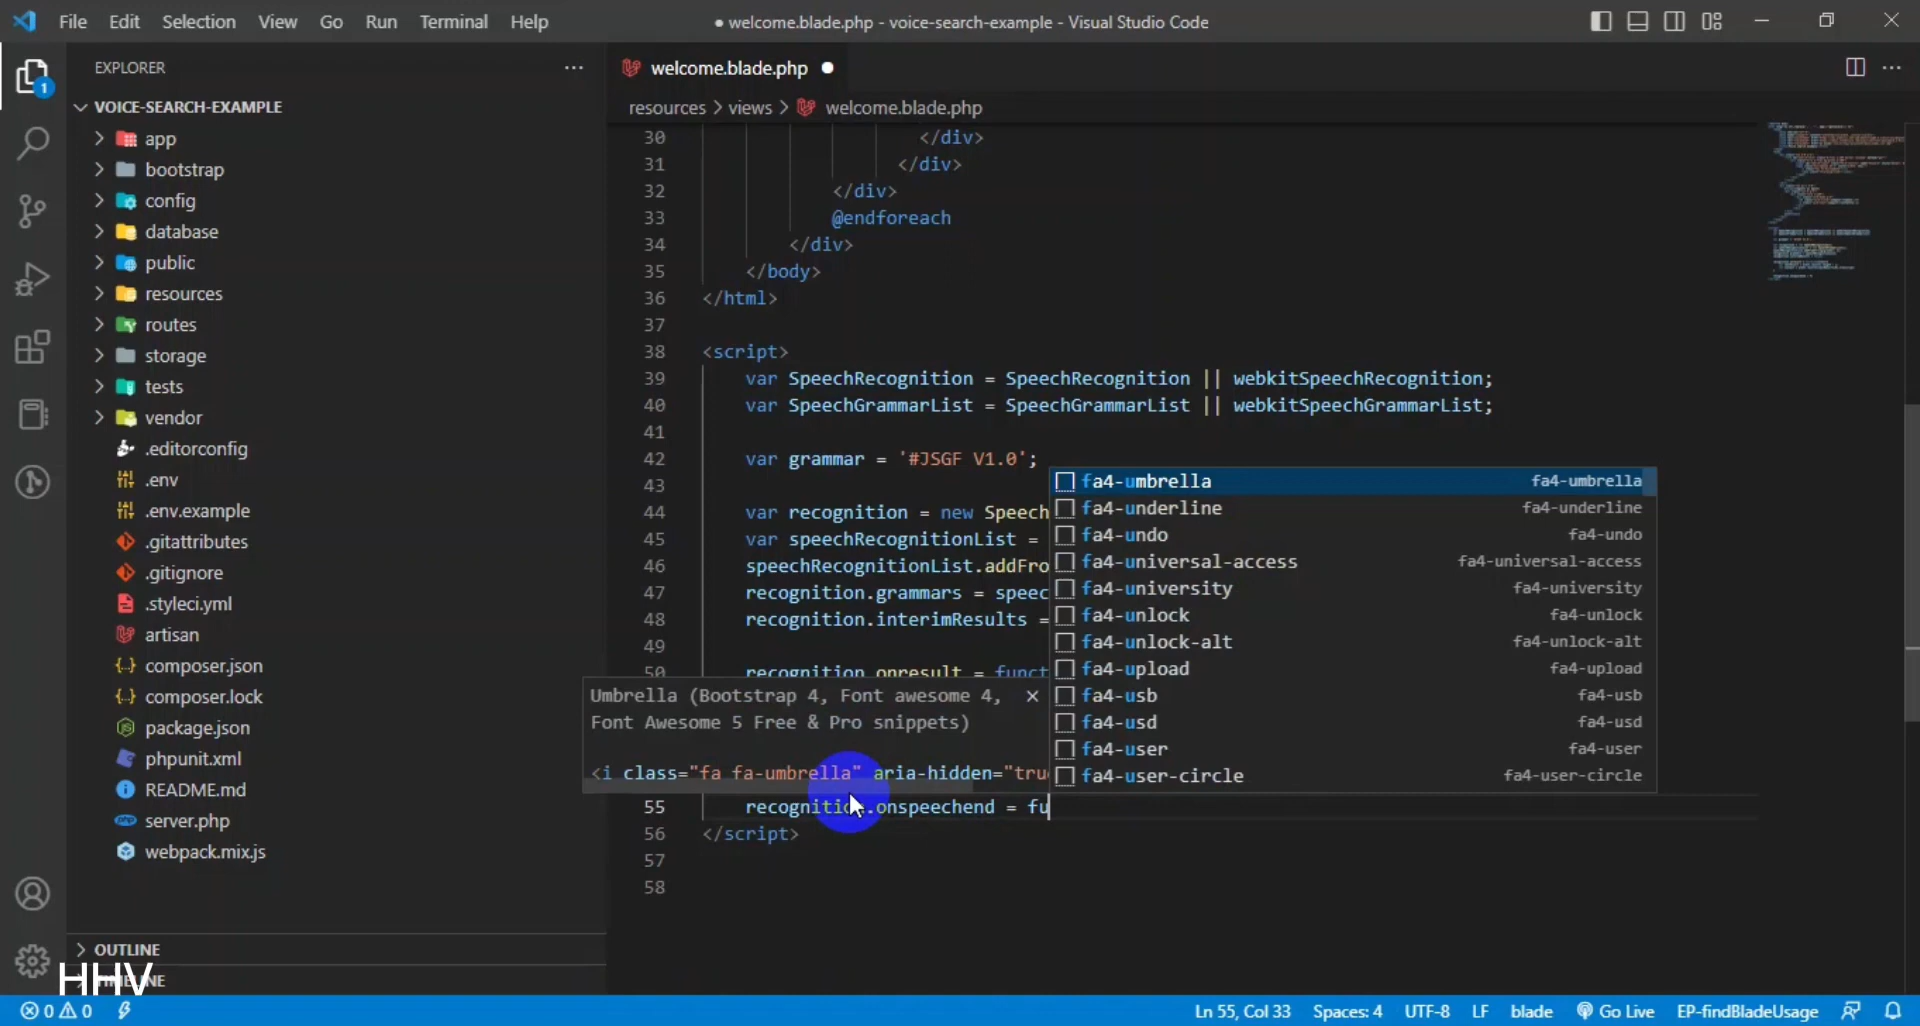 File Edit Selection View Go Run Terminal Help
● welcome.blade.php - voice-search-example - Visual Studio Code
EXPLORER
1
VOICE-SEARCH-EXAMPLE
app
bootstrap
config
database
public
resources
routes
storage
tests
vendor
.editorconfig
.env
.env.example
.gitattributes
.gitignore
.styleci.yml
artisan
composer.json
composer.lock
package.json
phpunit.xml
README.md
server.php
webpack.mix.js
OUTLINE
HHV
welcome.blade.php
resources > views > welcome.blade.php
30 </div>
31 </div>
32 </div>
33 @endforeach
34 </div>
35 </body>
36 </html>
37
38 <script>
39 var SpeechRecognition = SpeechRecognition || webkitSpeechRecognition;
40 var SpeechGrammarList = SpeechGrammarList || webkitSpeechGrammarList;
41
42 var grammar = '#JSGF V1.0';
43
44 var recognition = new Speech
45 var speechRecognitionList =
46 speechRecognitionList.addFro
47 recognition.grammars = speec
48 recognition.interimResults =
49
50 recognition.onresult = funct
fa4-umbrella fa4-umbrella
fa4-underline fa4-underline
fa4-undo fa4-undo
fa4-universal-access fa4-universal-access
fa4-university fa4-university
fa4-unlock fa4-unlock
fa4-unlock-alt fa4-unlock-alt
fa4-upload fa4-upload
fa4-usb fa4-usb
fa4-usd fa4-usd
fa4-user fa4-user
fa4-user-circle fa4-user-circle
Umbrella (Bootstrap 4, Font awesome 4,
Font Awesome 5 Free & Pro snippets)
<i class="fa fa-umbrella" aria-hidden="tru
55 recognition.onspeechend = fu
56 </script>
57
58
0 0
Ln 55, Col 33 Spaces: 4 UTF-8 LF blade Go Live EP-findBladeUsage